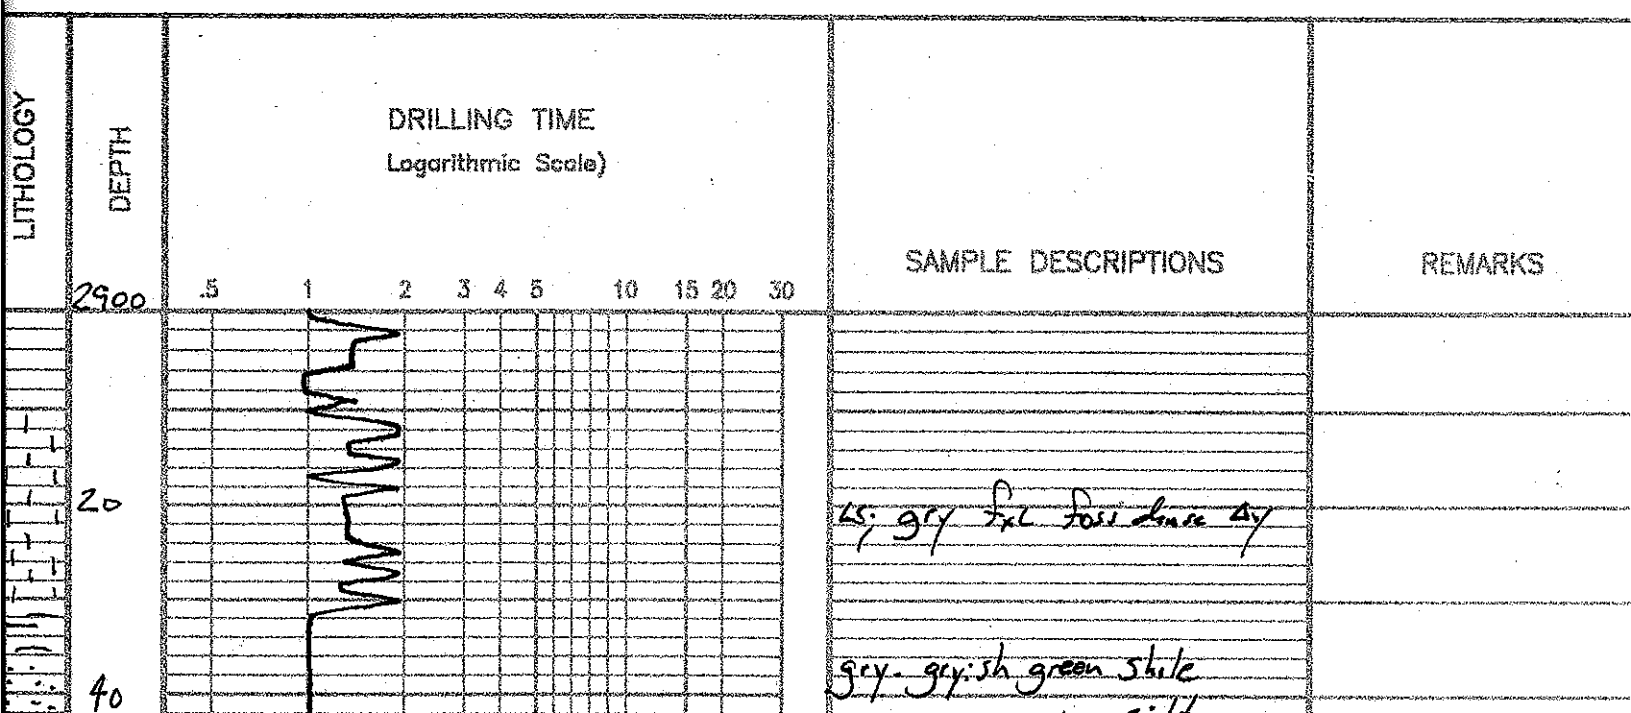 LITHOLOGY
DEPTH
DRILLING TIME
Logarithmic Scale)
SAMPLE DESCRIPTIONS
REMARKS
2900
.5 1 2 3 4 5 10 15 20 30
20
LS; gry fxL foss dense Δy
gry-gryish green shale
40